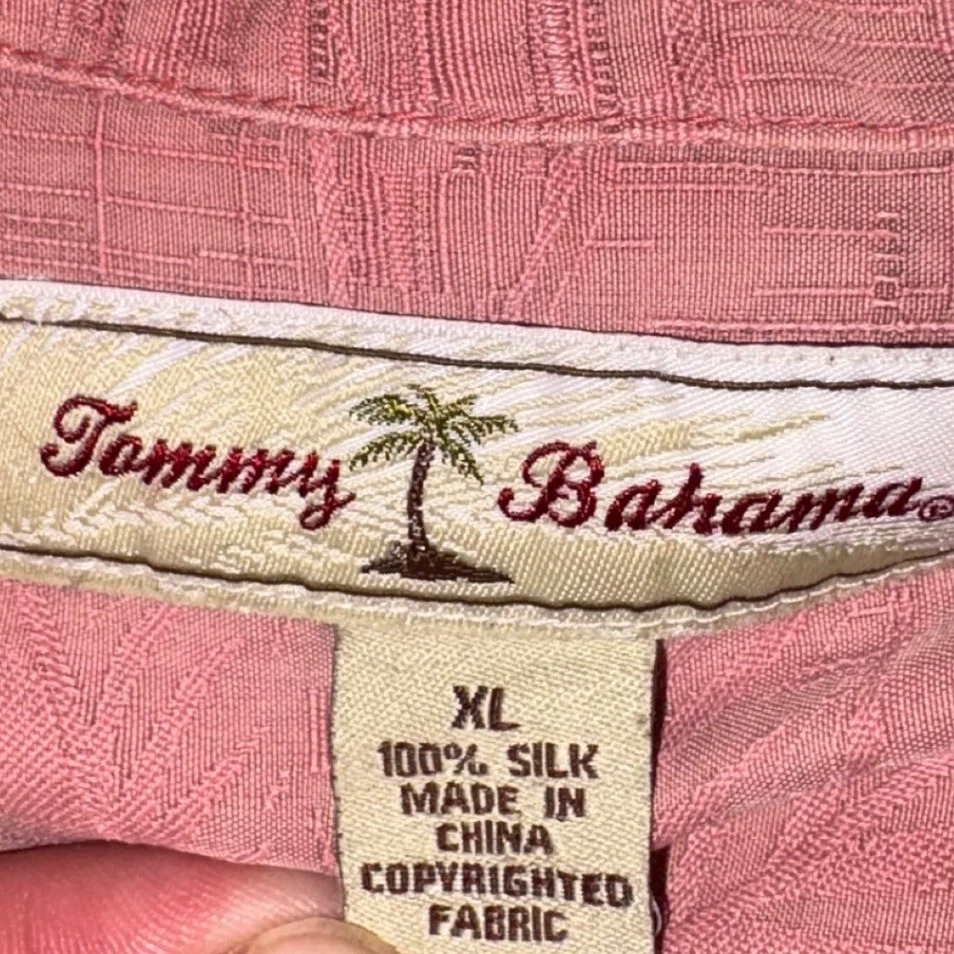 Tommy Bahama®
XL
100% SILK
MADE IN
CHINA
COPYRIGHTED
FABRIC